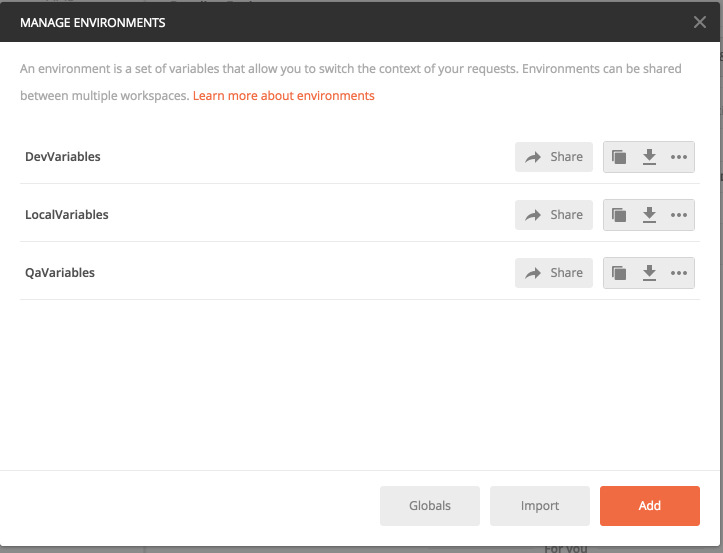 MANAGE ENVIRONMENTS
An environment is a set of variables that allow you to switch the context of your requests. Environments can be shared
between multiple workspaces. Learn more about environments
DevVariables Share
LocalVariables Share
QaVariables Share
Globals Import Add
For you